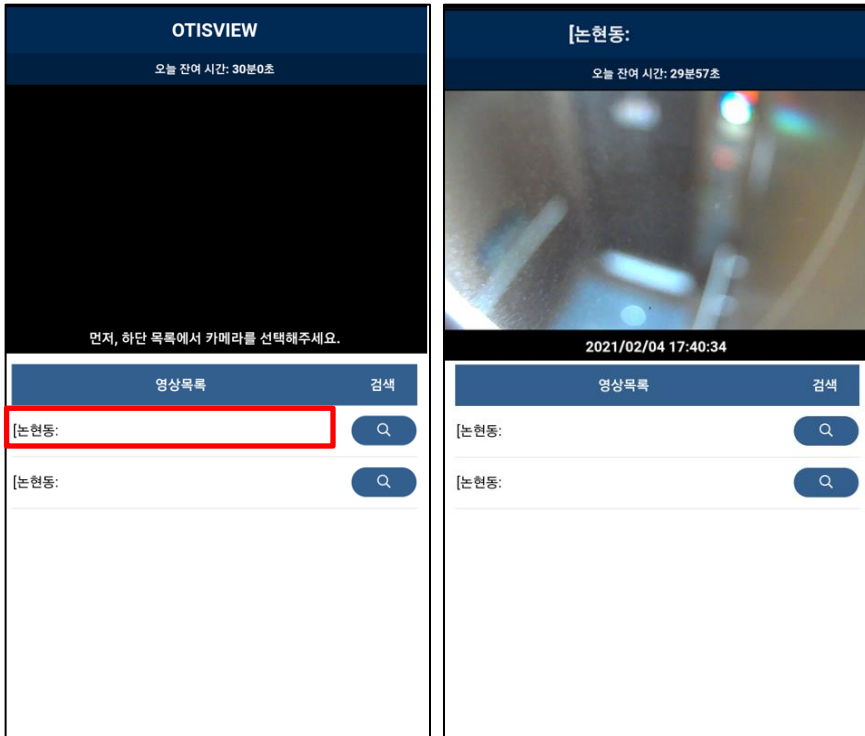 OTISVIEW
오늘 잔여 시간: 30분0초
먼저, 하단 목록에서 카메라를 선택해주세요.
영상목록 검색
[논현동:
[논현동:
[논현동:
오늘 잔여 시간: 29분57초
2021/02/04 17:40:34
영상목록 검색
[논현동:
[논현동: